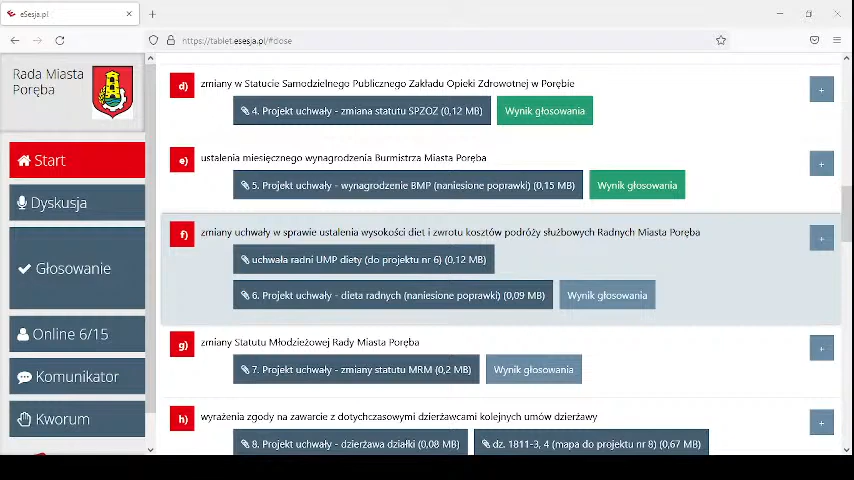 eSesja.pl
https://tablet.esesja.pl/#dose
Rada Miasta
Poręba
Start
Dyskusja
Głosowanie
Online 6/15
Komunikator
Kworum
d) zmiany w Statucie Samodzielnego Publicznego Zakładu Opieki Zdrowotnej w Porębie
4. Projekt uchwały - zmiana statutu SPZOZ (0,12 MB) Wynik głosowania
e) ustalenia miesięcznego wynagrodzenia Burmistrza Miasta Poręba
5. Projekt uchwały - wynagrodzenie BMP (naniesione poprawki) (0,15 MB) Wynik głosowania
f) zmiany uchwały w sprawie ustalenia wysokości diet i zwrotu kosztów podróży służbowych Radnych Miasta Poręba
uchwała radni UMP diety (do projektu nr 6) (0,12 MB)
6. Projekt uchwały - dieta radnych (naniesione poprawki) (0,09 MB) Wynik głosowania
g) zmiany Statutu Młodzieżowej Rady Miasta Poręba
7. Projekt uchwały - zmiany statutu MRM (0,2 MB) Wynik głosowania
h) wyrażenia zgody na zawarcie z dotychczasowymi dzierżawcami kolejnych umów dzierżawy
8. Projekt uchwały - dzierżawa działki (0,08 MB) dz. 1811-3, 4 (mapa do projektu nr 8) (0,67 MB)